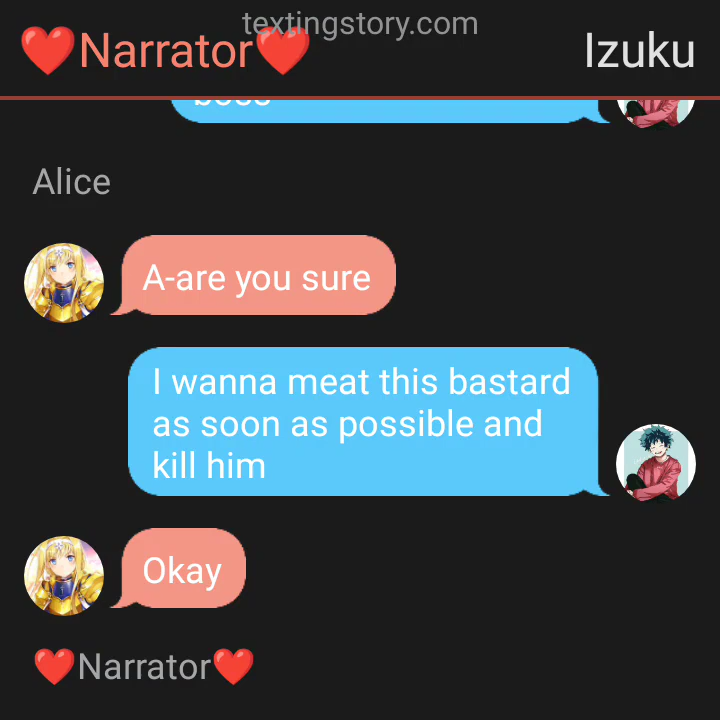 textingstory.com
❤️Narrator❤️
Izuku
Alice
A-are you sure
I wanna meat this bastard
as soon as possible and
kill him
Okay
❤️Narrator❤️